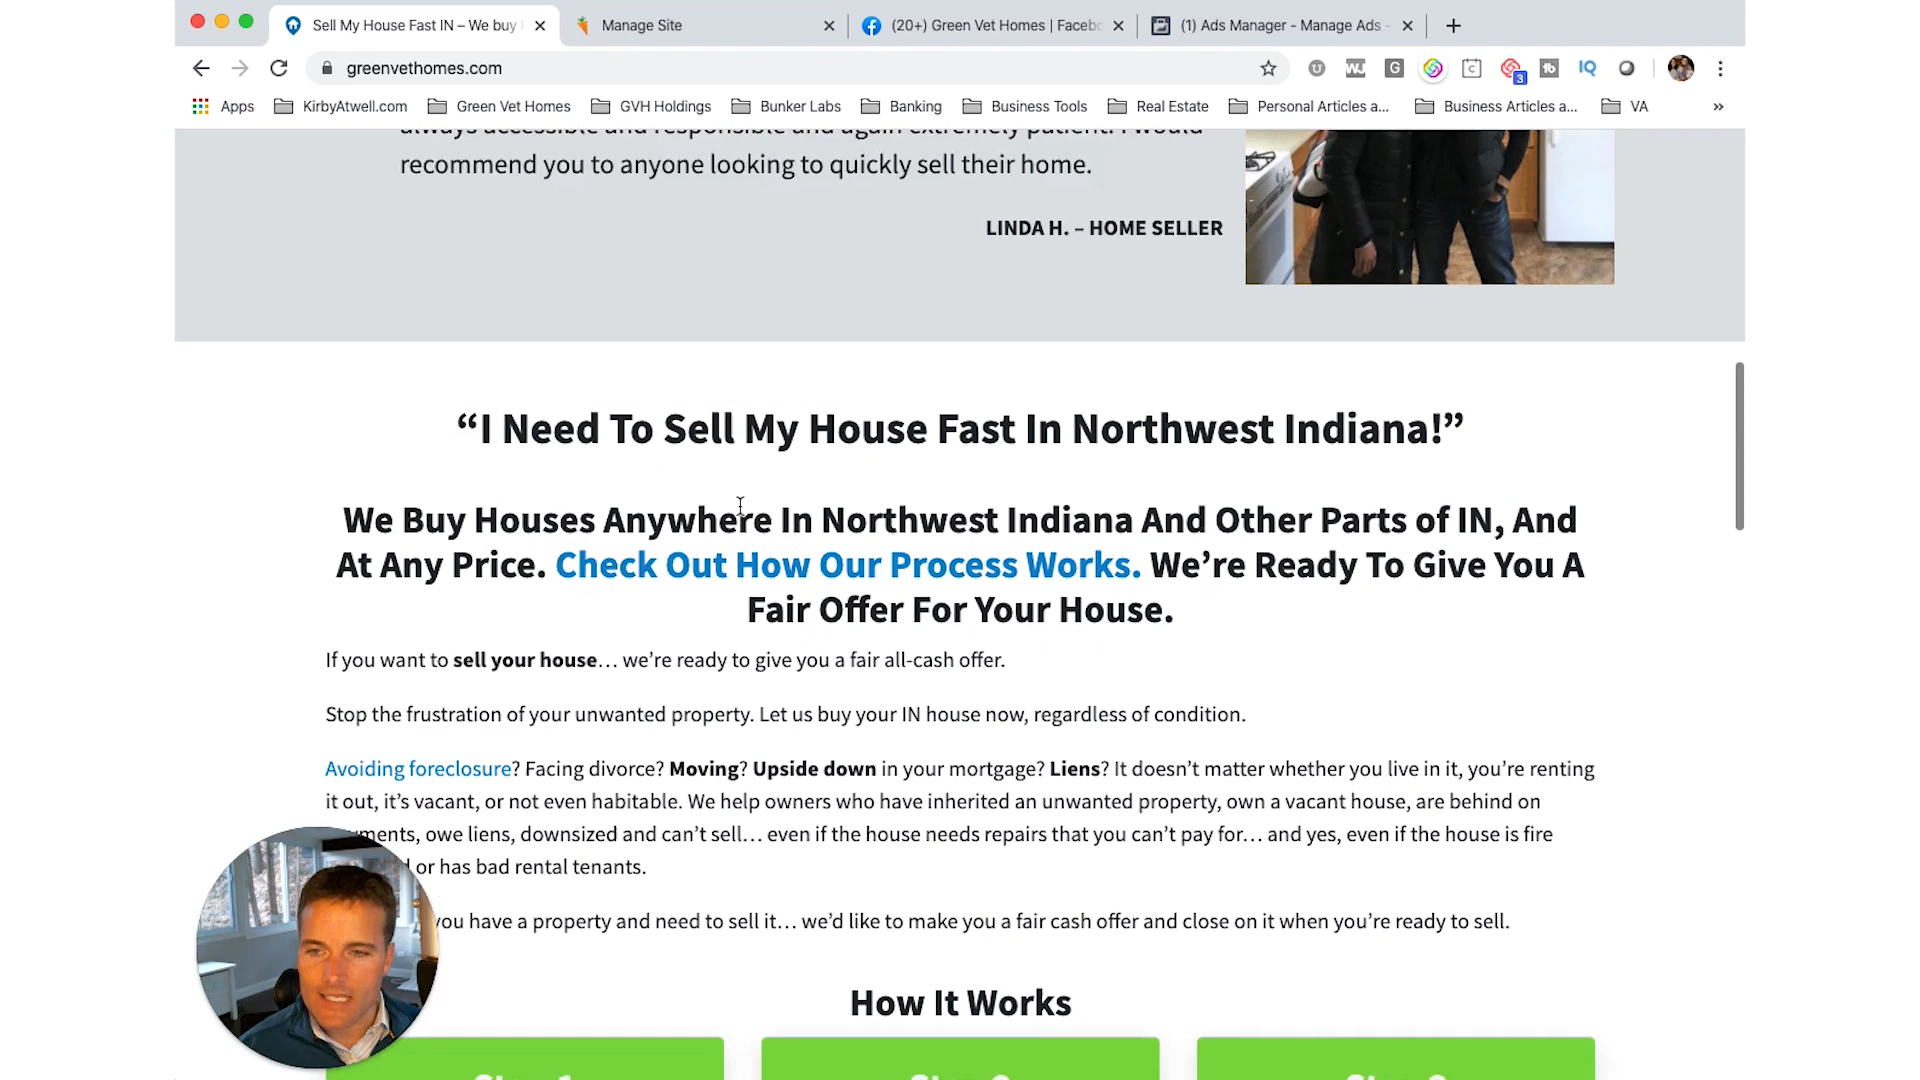 Sell My House Fast IN – We buy
Manage Site
(20+) Green Vet Homes | Facebo
(1) Ads Manager - Manage Ads -
greenvethomes.com
3
Apps
KirbyAtwell.com
Green Vet Homes
GVH Holdings
Bunker Labs
Banking
Business Tools
Real Estate
Personal Articles a...
Business Articles a...
VA
»
always accessible and responsible and again extremely patient. I would
recommend you to anyone looking to quickly sell their home.
LINDA H. – HOME SELLER
“I Need To Sell My House Fast In Northwest Indiana!”
We Buy Houses Anywhere In Northwest Indiana And Other Parts of IN, And
At Any Price. Check Out How Our Process Works. We’re Ready To Give You A
Fair Offer For Your House.
If you want to sell your house… we’re ready to give you a fair all-cash offer.
Stop the frustration of your unwanted property. Let us buy your IN house now, regardless of condition.
Avoiding foreclosure? Facing divorce? Moving? Upside down in your mortgage? Liens? It doesn’t matter whether you live in it, you’re renting
it out, it’s vacant, or not even habitable. We help owners who have inherited an unwanted property, own a vacant house, are behind on
owe liens, downsized and can’t sell… even if the house needs repairs that you can’t pay for… and yes, even if the house is fire
or has bad rental tenants.
you have a property and need to sell it… we’d like to make you a fair cash offer and close on it when you’re ready to sell.
How It Works